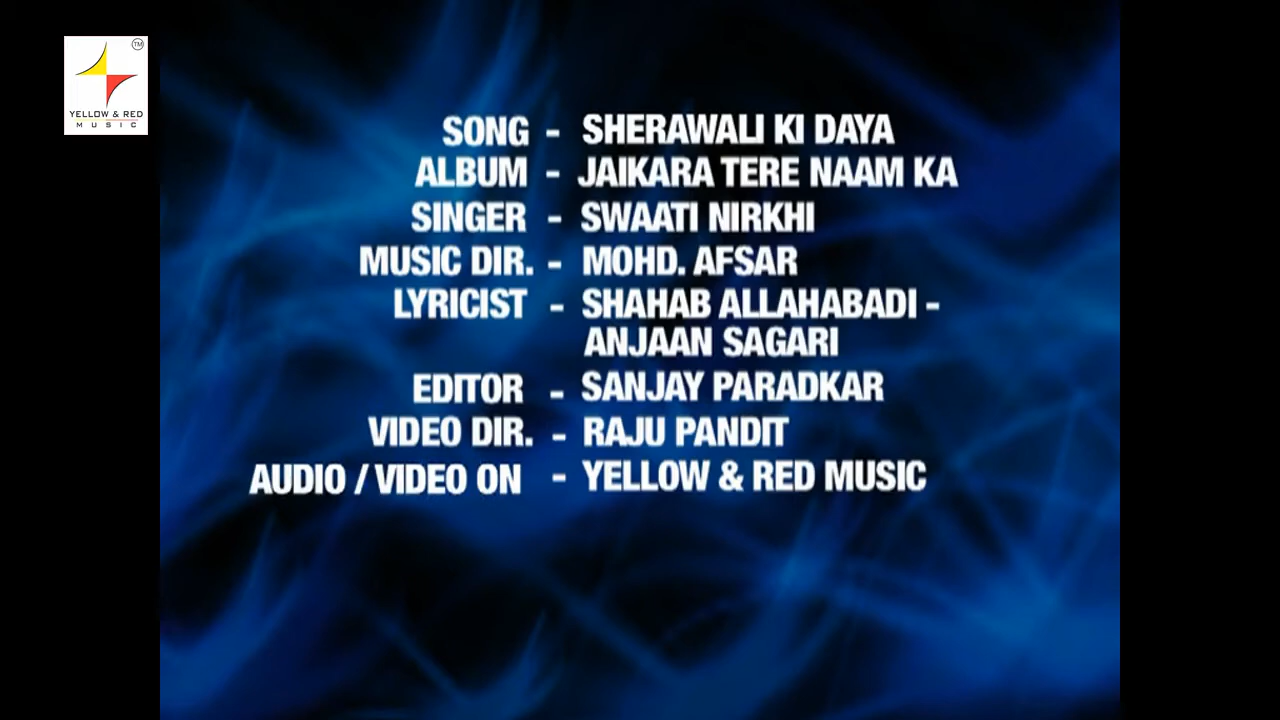 TM
YELLOW & RED
MUSIC
SONG - SHERAWALI KI DAYA
ALBUM - JAIKARA TERE NAAM KA
SINGER - SWAATI NIRKHI
MUSIC DIR. - MOHD. AFSAR
LYRICIST - SHAHAB ALLAHABADI -
ANJAAN SAGARI
EDITOR - SANJAY PARADKAR
VIDEO DIR. - RAJU PANDIT
AUDIO / VIDEO ON - YELLOW & RED MUSIC